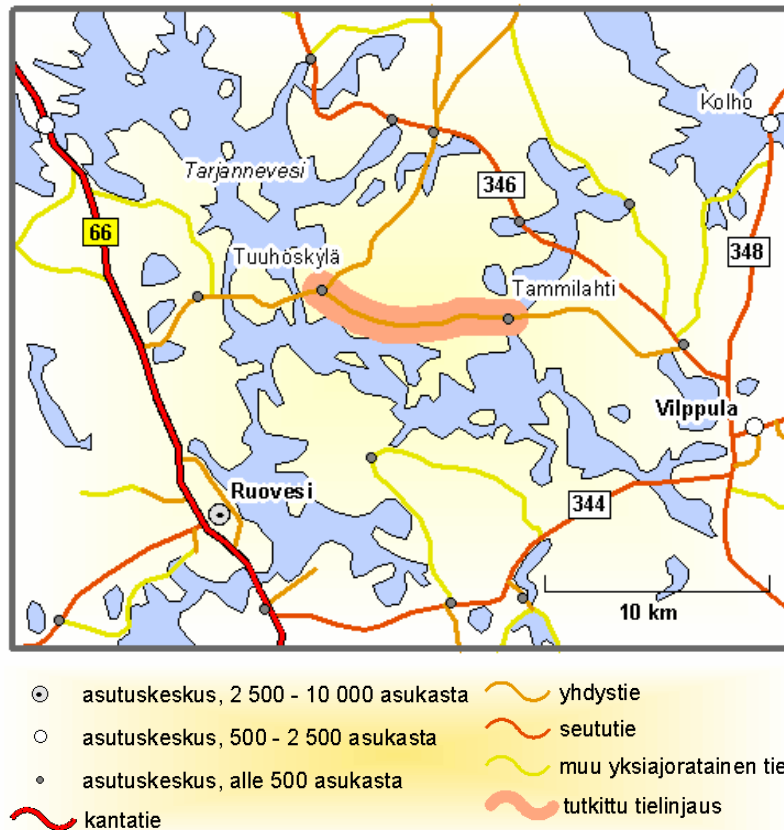 Kolho
Tarjannevesi
346
66
348
Tuuhoskylä
Tammilahti
Vilppula
Ruovesi
344
10 km
asutuskeskus, 2 500 - 10 000 asukasta
yhdystie
asutuskeskus, 500 - 2 500 asukasta
seututie
asutuskeskus, alle 500 asukasta
muu yksiajoratainen tie
kantatie
tutkittu tielinjaus